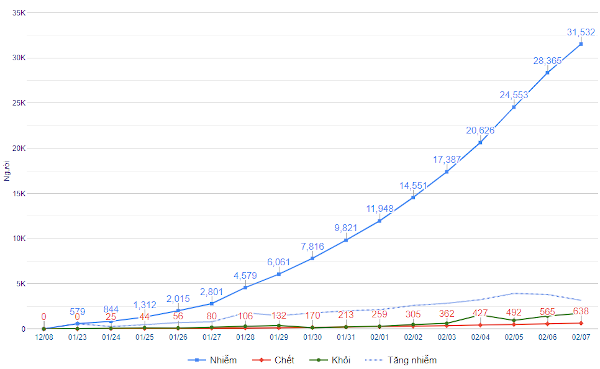 35K
30K
25K
20K
15K
10K
5K
0
Người
0 579 844 1,312 2,015 2,801 4,579 6,061 7,816 9,821 11,948 14,551 17,387 20,626 24,553 28,365 31,532
0 0 25 44 56 80 106 132 170 213 259 305 362 427 492 565 638
12/08 01/23 01/24 01/25 01/26 01/27 01/28 01/29 01/30 01/31 02/01 02/02 02/03 02/04 02/05 02/06 02/07
Nhiễm Chết Khỏi Tăng nhiễm